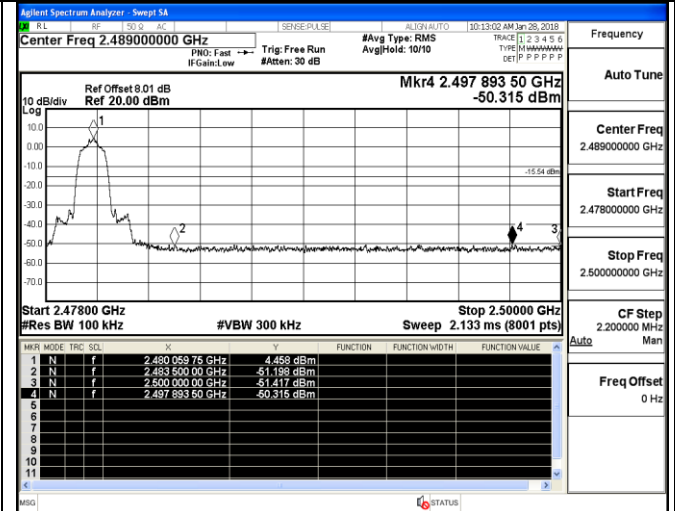 Agilent Spectrum Analyzer - Swept SA
RL RF 50 Ω AC SENSE:PULSE ALIGN AUTO 10:13:02 AM Jan 28, 2018
Center Freq 2.489000000 GHz
PNO: Fast
IFGain:Low
Trig: Free Run
#Atten: 30 dB
#Avg Type: RMS
Avg|Hold: 10/10
TRACE 1 2 3 4 5 6
TYPE M W W W W W
DET P P P P P P
Ref Offset 8.01 dB
Ref 20.00 dBm
10 dB/div
Log
Mkr4 2.497 893 50 GHz
-50.315 dBm
10.0
0.00
-10.0
-20.0
-30.0
-40.0
-50.0
-60.0
-70.0
1
2
4
3
-15.54 dBm
Start 2.47800 GHz
Stop 2.50000 GHz
#Res BW 100 kHz
#VBW 300 kHz
Sweep 2.133 ms (8001 pts)
MKR MODE TRC SCL X Y FUNCTION FUNCTION WIDTH FUNCTION VALUE
1 N f 2.480 059 75 GHz 4.458 dBm
2 N f 2.483 500 00 GHz -51.198 dBm
3 N f 2.500 000 00 GHz -51.417 dBm
4 N f 2.497 893 50 GHz -50.315 dBm
5
6
7
8
9
10
11
MSG
STATUS
Frequency
Auto Tune
Center Freq
2.489000000 GHz
Start Freq
2.478000000 GHz
Stop Freq
2.500000000 GHz
CF Step
2.200000 MHz
Auto Man
Freq Offset
0 Hz